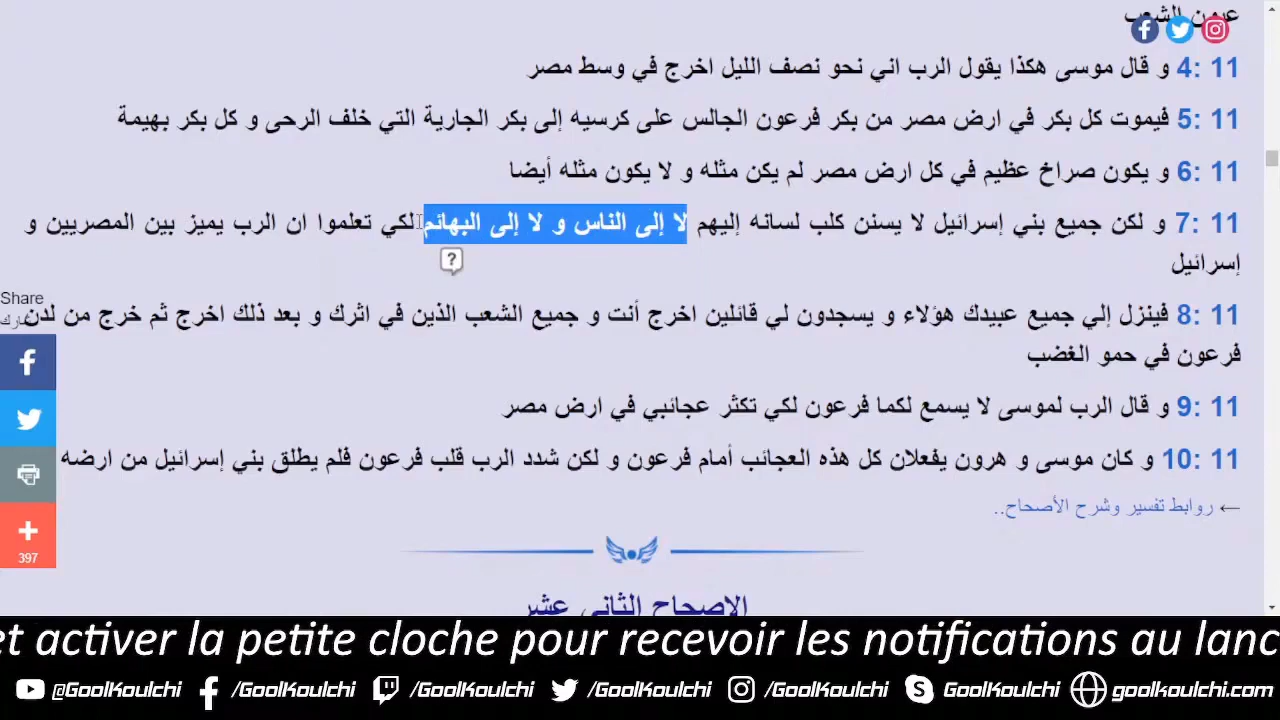 عيون الشعب
11 :4 و قال موسى هكذا يقول الرب اني نحو نصف الليل اخرج في وسط مصر
11 :5 فيموت كل بكر في ارض مصر من بكر فرعون الجالس على كرسيه إلى بكر الجارية التي خلف الرحى و كل بكر بهيمة
11 :6 و يكون صراخ عظيم في كل ارض مصر لم يكن مثله و لا يكون مثله أيضا
11 :7 و لكن جميع بني إسرائيل لا يسنن كلب لسانه إليهم لا إلى الناس و لا إلى البهائم لكي تعلموا ان الرب يميز بين المصريين و
إسرائيل
Share
شارك
11 :8 فينزل إلي جميع عبيدك هؤلاء و يسجدون لي قائلين اخرج أنت و جميع الشعب الذين في اثرك و بعد ذلك اخرج ثم خرج من لدن
فرعون في حمو الغضب
11 :9 و قال الرب لموسى لا يسمع لكما فرعون لكي تكثر عجائبي في ارض مصر
11 :10 و كان موسى و هرون يفعلان كل هذه العجائب أمام فرعون و لكن شدد الرب قلب فرعون فلم يطلق بني إسرائيل من ارضه
397
← روابط تفسير وشرح الأصحاح..
الإصحاح الثاني عشر
et activer la petite cloche pour recevoir les notifications au lanc
@GoolKoulchi /GoolKoulchi /GoolKoulchi /GoolKoulchi /GoolKoulchi GoolKoulchi goolkoulchi.com